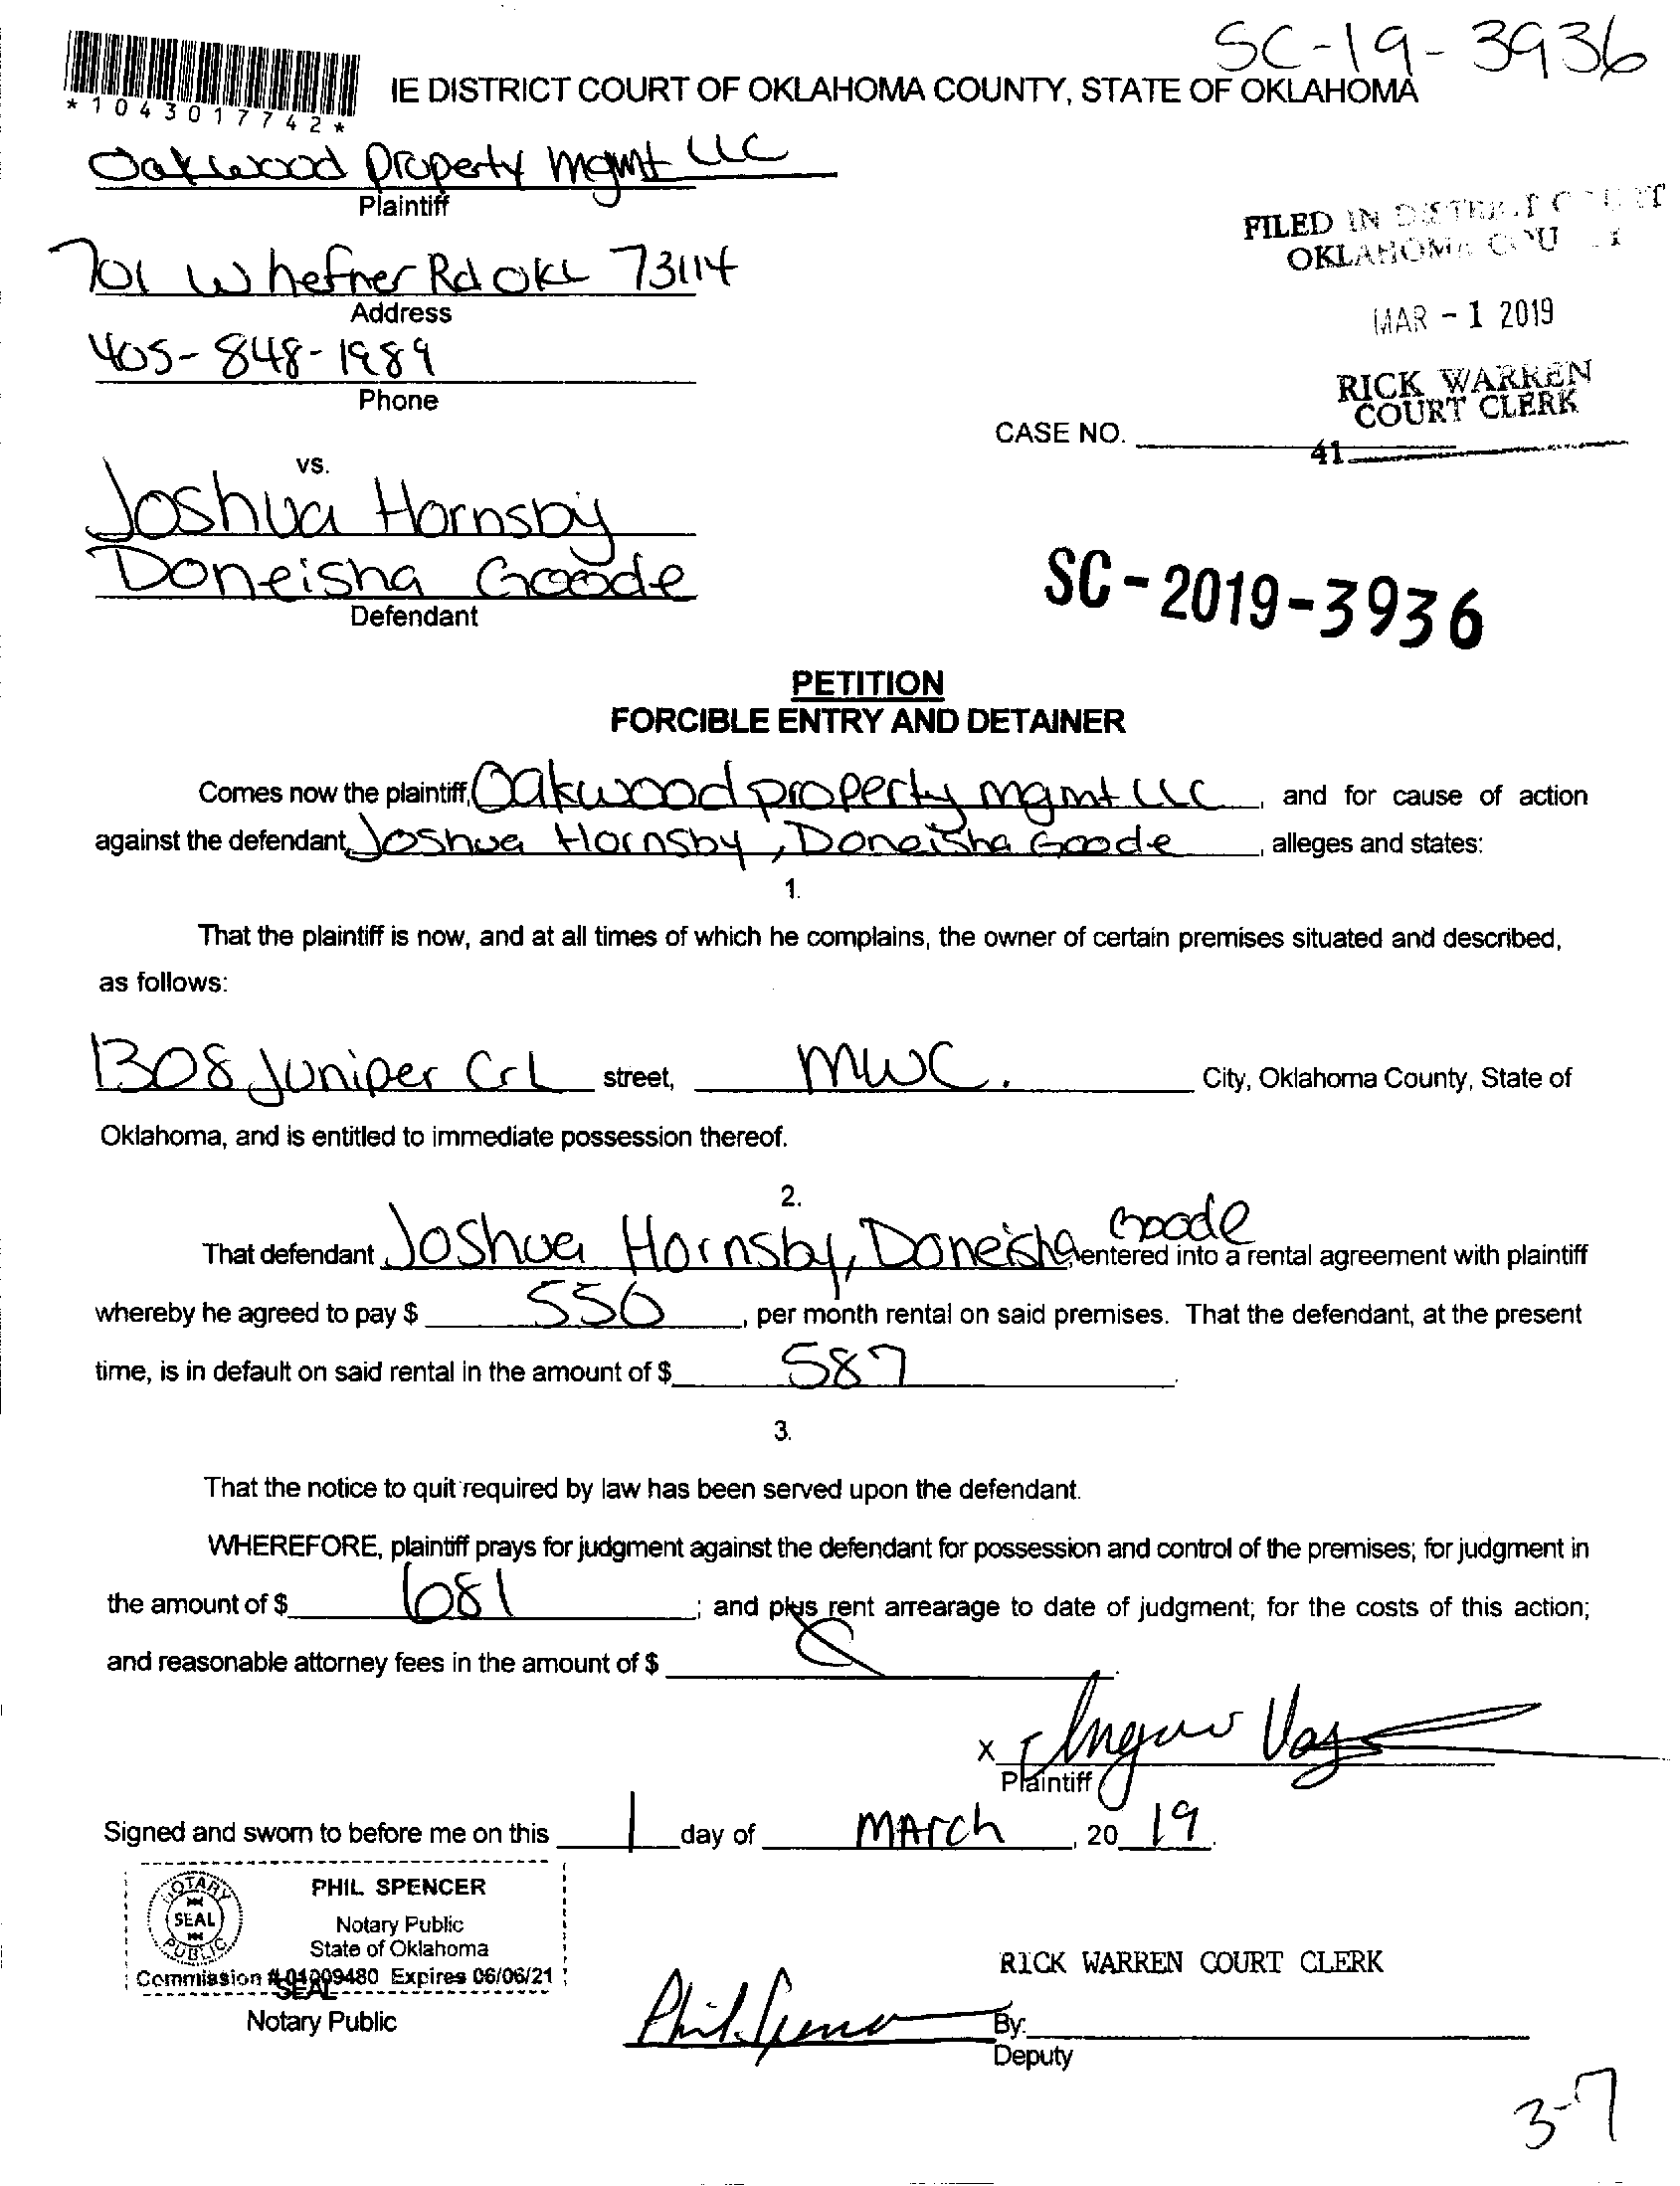 SC-19-3936
*1043017742*
IE DISTRICT COURT OF OKLAHOMA COUNTY, STATE OF OKLAHOMA
Oakwood Property Mgmt LLC
Plaintiff
FILED IN DISTRICT COURT
OKLAHOMA COU
701 W hefner Rd OKC 73114
Address
MAR - 1 2019
405-848-1989
Phone
RICK WARREN
COURT CLERK
CASE NO.
41
vs.
Joshua Hornsby
Doneisha Goode
Defendant
SC-2019-3936
PETITION
FORCIBLE ENTRY AND DETAINER
Comes now the plaintiff, Oakwood property mgmt LLC, and for cause of action
against the defendant, Joshua Hornsby, Doneisha Goode, alleges and states:
1.
That the plaintiff is now, and at all times of which he complains, the owner of certain premises situated and described,
as follows:
1308 Juniper CrL street, MWC. City, Oklahoma County, State of
Oklahoma, and is entitled to immediate possession thereof.
2.
That defendant Joshua Hornsby, Doneisha Goode entered into a rental agreement with plaintiff
whereby he agreed to pay $ 550, per month rental on said premises. That the defendant, at the present
time, is in default on said rental in the amount of $ 587.
3.
That the notice to quit required by law has been served upon the defendant.
WHEREFORE, plaintiff prays for judgment against the defendant for possession and control of the premises; for judgment in
the amount of $ 681; and plus rent arrearage to date of judgment; for the costs of this action;
and reasonable attorney fees in the amount of $
X
Plaintiff
Signed and sworn to before me on this 1 day of MArch, 20 19.
NOTARY PUBLIC SEAL
PHIL SPENCER
Notary Public
State of Oklahoma
Commission # 01009480 Expires 06/06/21
SEAL
Notary Public
RICK WARREN COURT CLERK
Phil Spencer
By:
Deputy
3-7